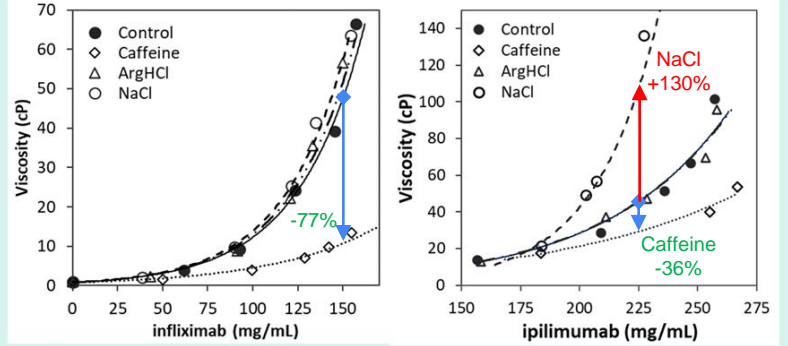 70
60
50
40
30
20
10
0
Viscosity (cP)
Control
Caffeine
ArgHCl
NaCl
-77%
0 25 50 75 100 125 150
infliximab (mg/mL)
140
120
100
80
60
40
20
0
Viscosity (cP)
Control
Caffeine
ArgHCl
NaCl
NaCl
+130%
Caffeine
-36%
150 175 200 225 250 275
ipilimumab (mg/mL)